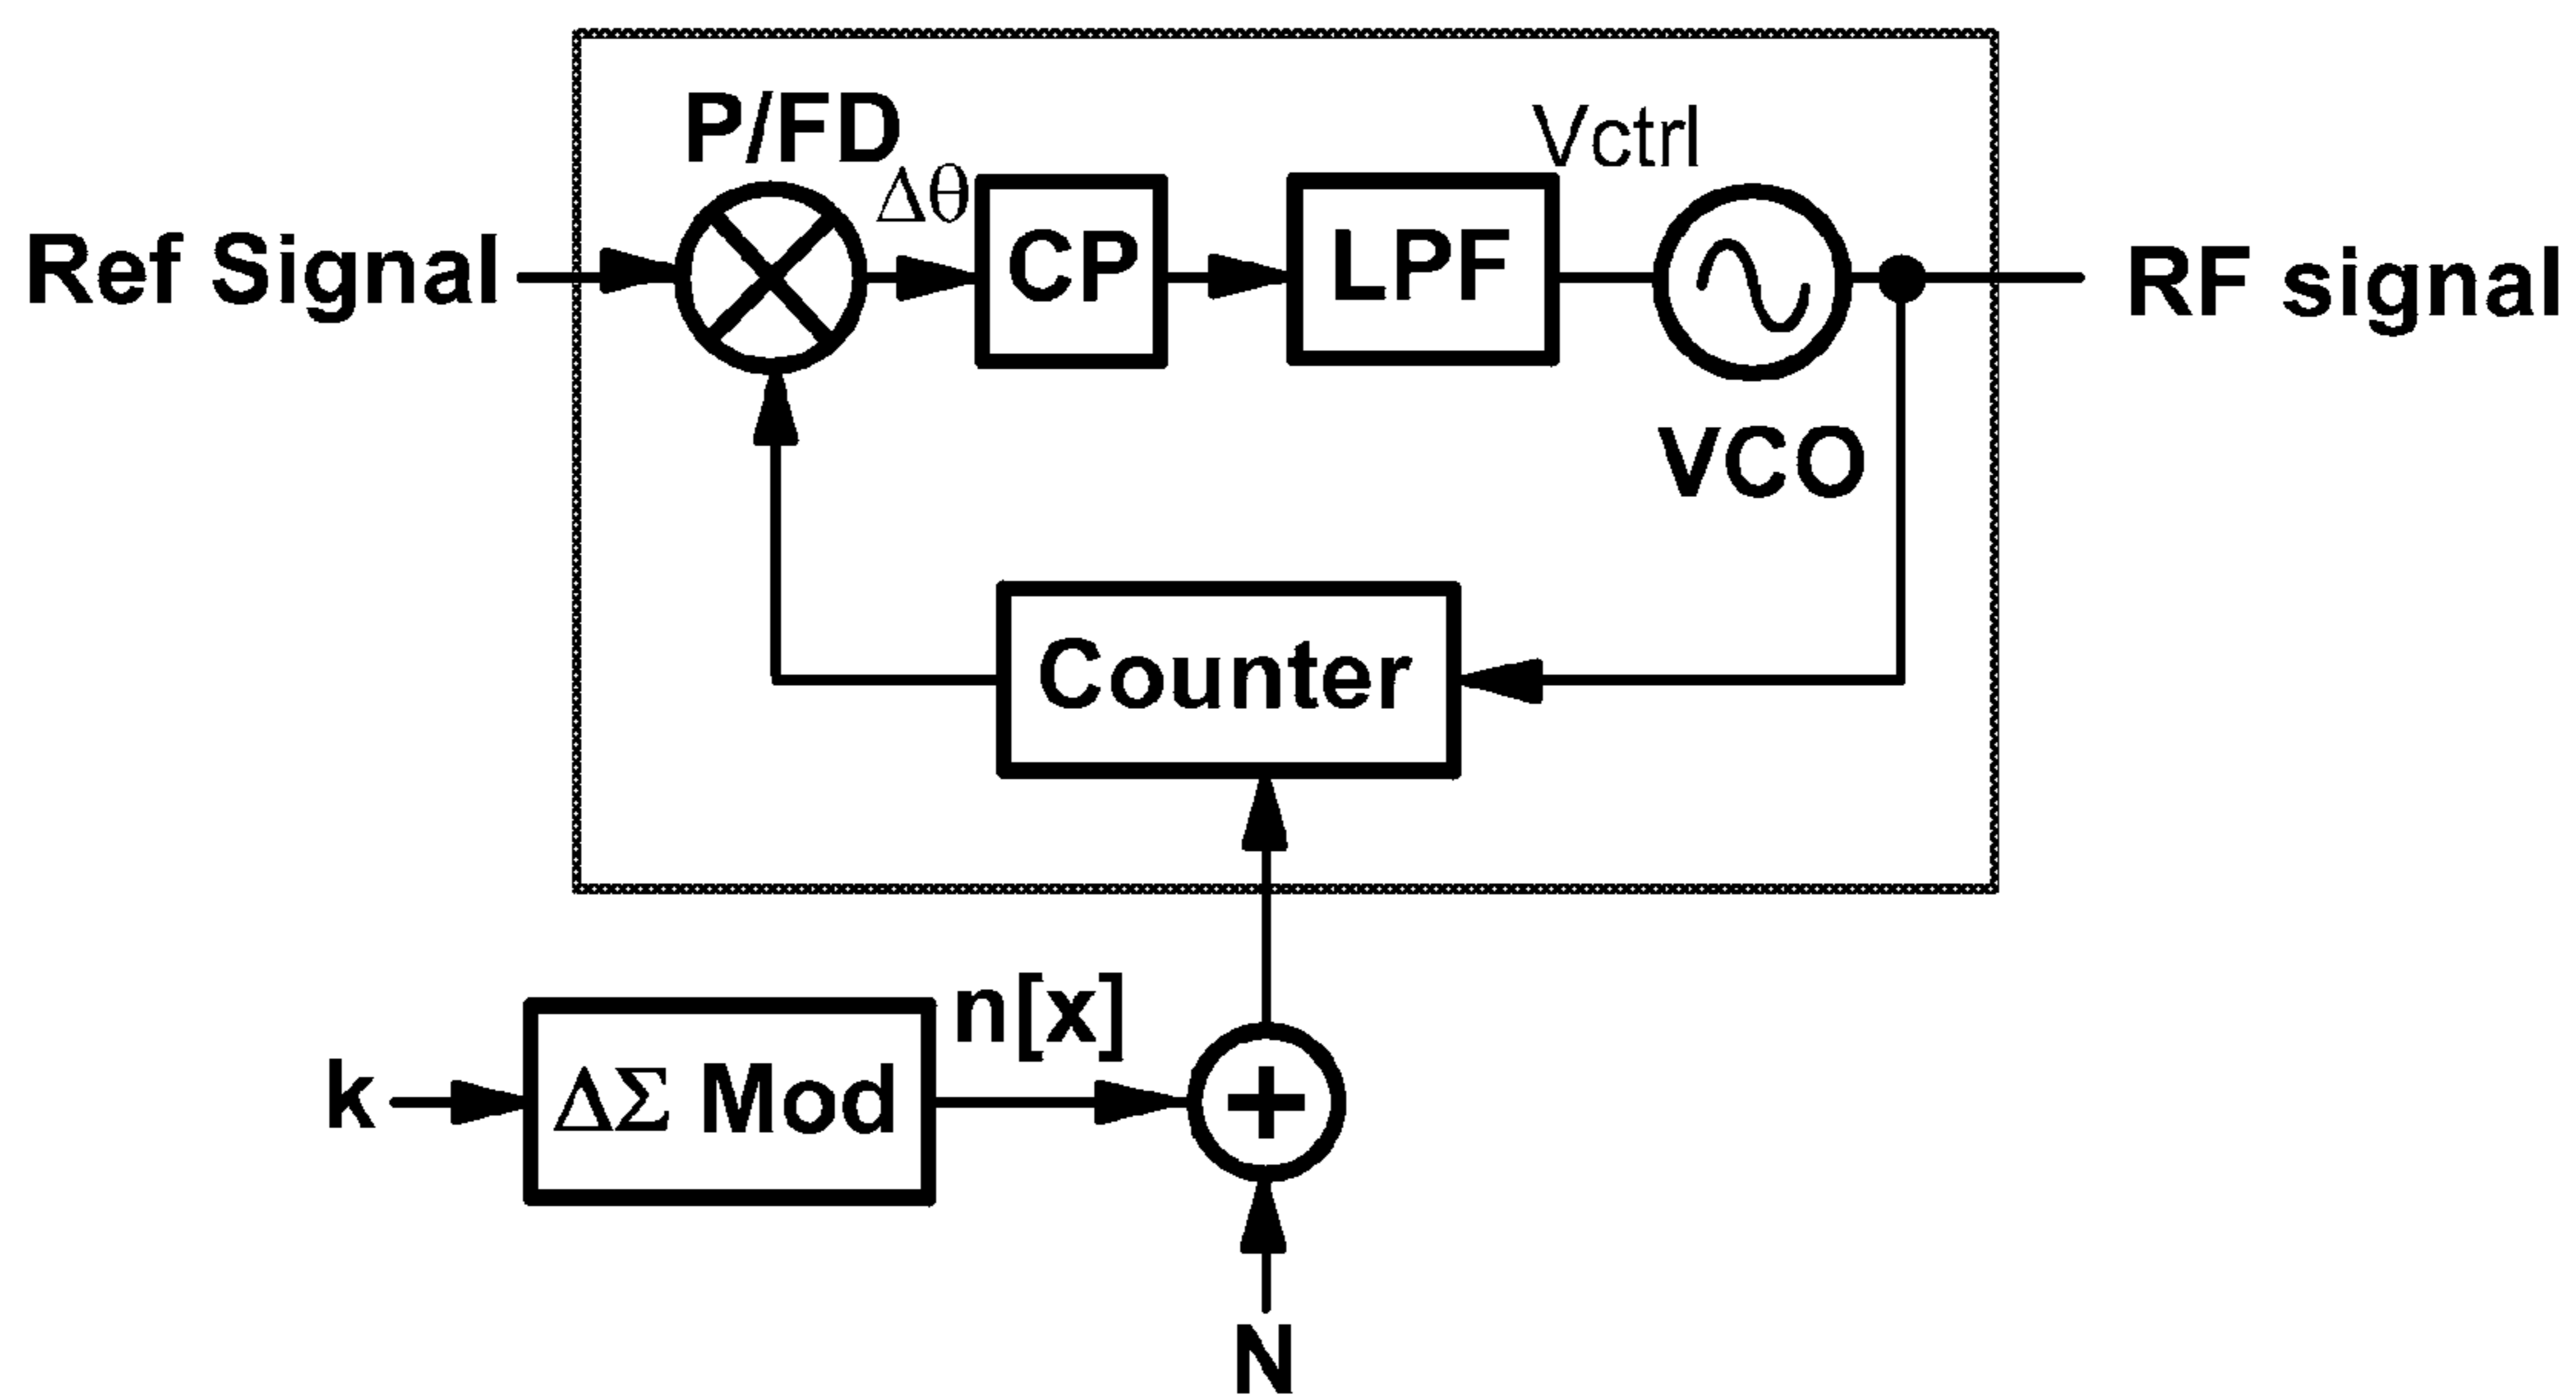 P/FD
Δθ
Vctrl
Ref Signal
CP
LPF
RF signal
VCO
Counter
n[x]
k
ΔΣ Mod
+
N